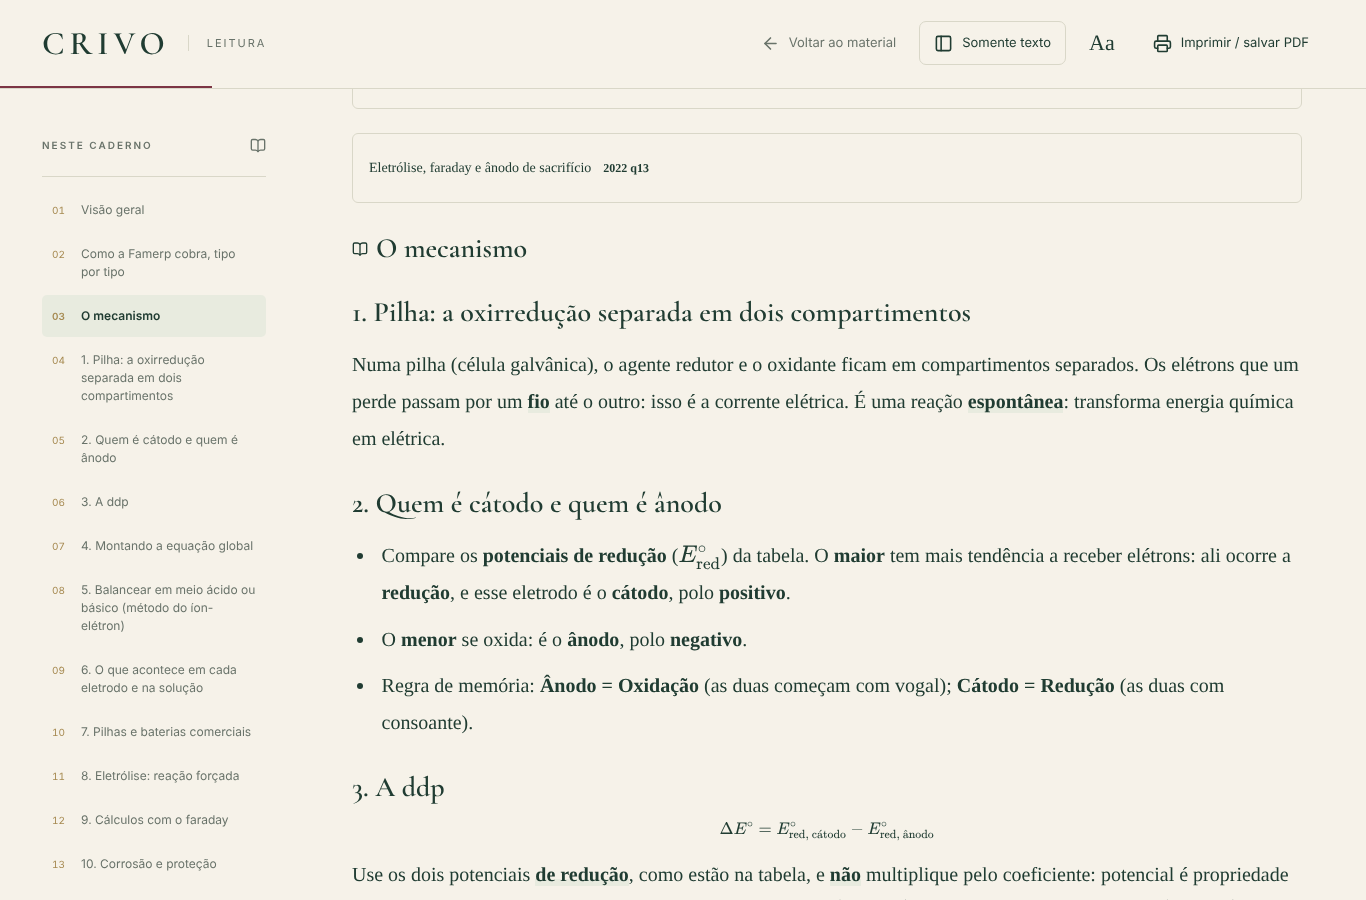 CRIVO
LEITURA
Voltar ao material
Somente texto
Aa
Imprimir / salvar PDF
NESTE CADERNO
01 Visão geral
02 Como a Famerp cobra, tipo
por tipo
03 O mecanismo
04 1. Pilha: a oxirredução
separada em dois
compartimentos
05 2. Quem é cátodo e quem é
ânodo
06 3. A ddp
07 4. Montando a equação global
08 5. Balancear em meio ácido ou
básico (método do íon-
elétron)
09 6. O que acontece em cada
eletrodo e na solução
10 7. Pilhas e baterias comerciais
11 8. Eletrólise: reação forçada
12 9. Cálculos com o faraday
13 10. Corrosão e proteção
Eletrólise, faraday e ânodo de sacrifício 2022 q13
O mecanismo
1. Pilha: a oxirredução separada em dois compartimentos
Numa pilha (célula galvânica), o agente redutor e o oxidante ficam em compartimentos separados. Os elétrons que um
perde passam por um fio até o outro: isso é a corrente elétrica. É uma reação espontânea: transforma energia química
em elétrica.
2. Quem é cátodo e quem é ânodo
• Compare os potenciais de redução (E°red) da tabela. O maior tem mais tendência a receber elétrons: ali ocorre a
redução, e esse eletrodo é o cátodo, polo positivo.
• O menor se oxida: é o ânodo, polo negativo.
• Regra de memória: Ânodo = Oxidação (as duas começam com vogal); Cátodo = Redução (as duas com
consoante).
3. A ddp
ΔE° = E°red, cátodo − E°red, ânodo
Use os dois potenciais de redução, como estão na tabela, e não multiplique pelo coeficiente: potencial é propriedade